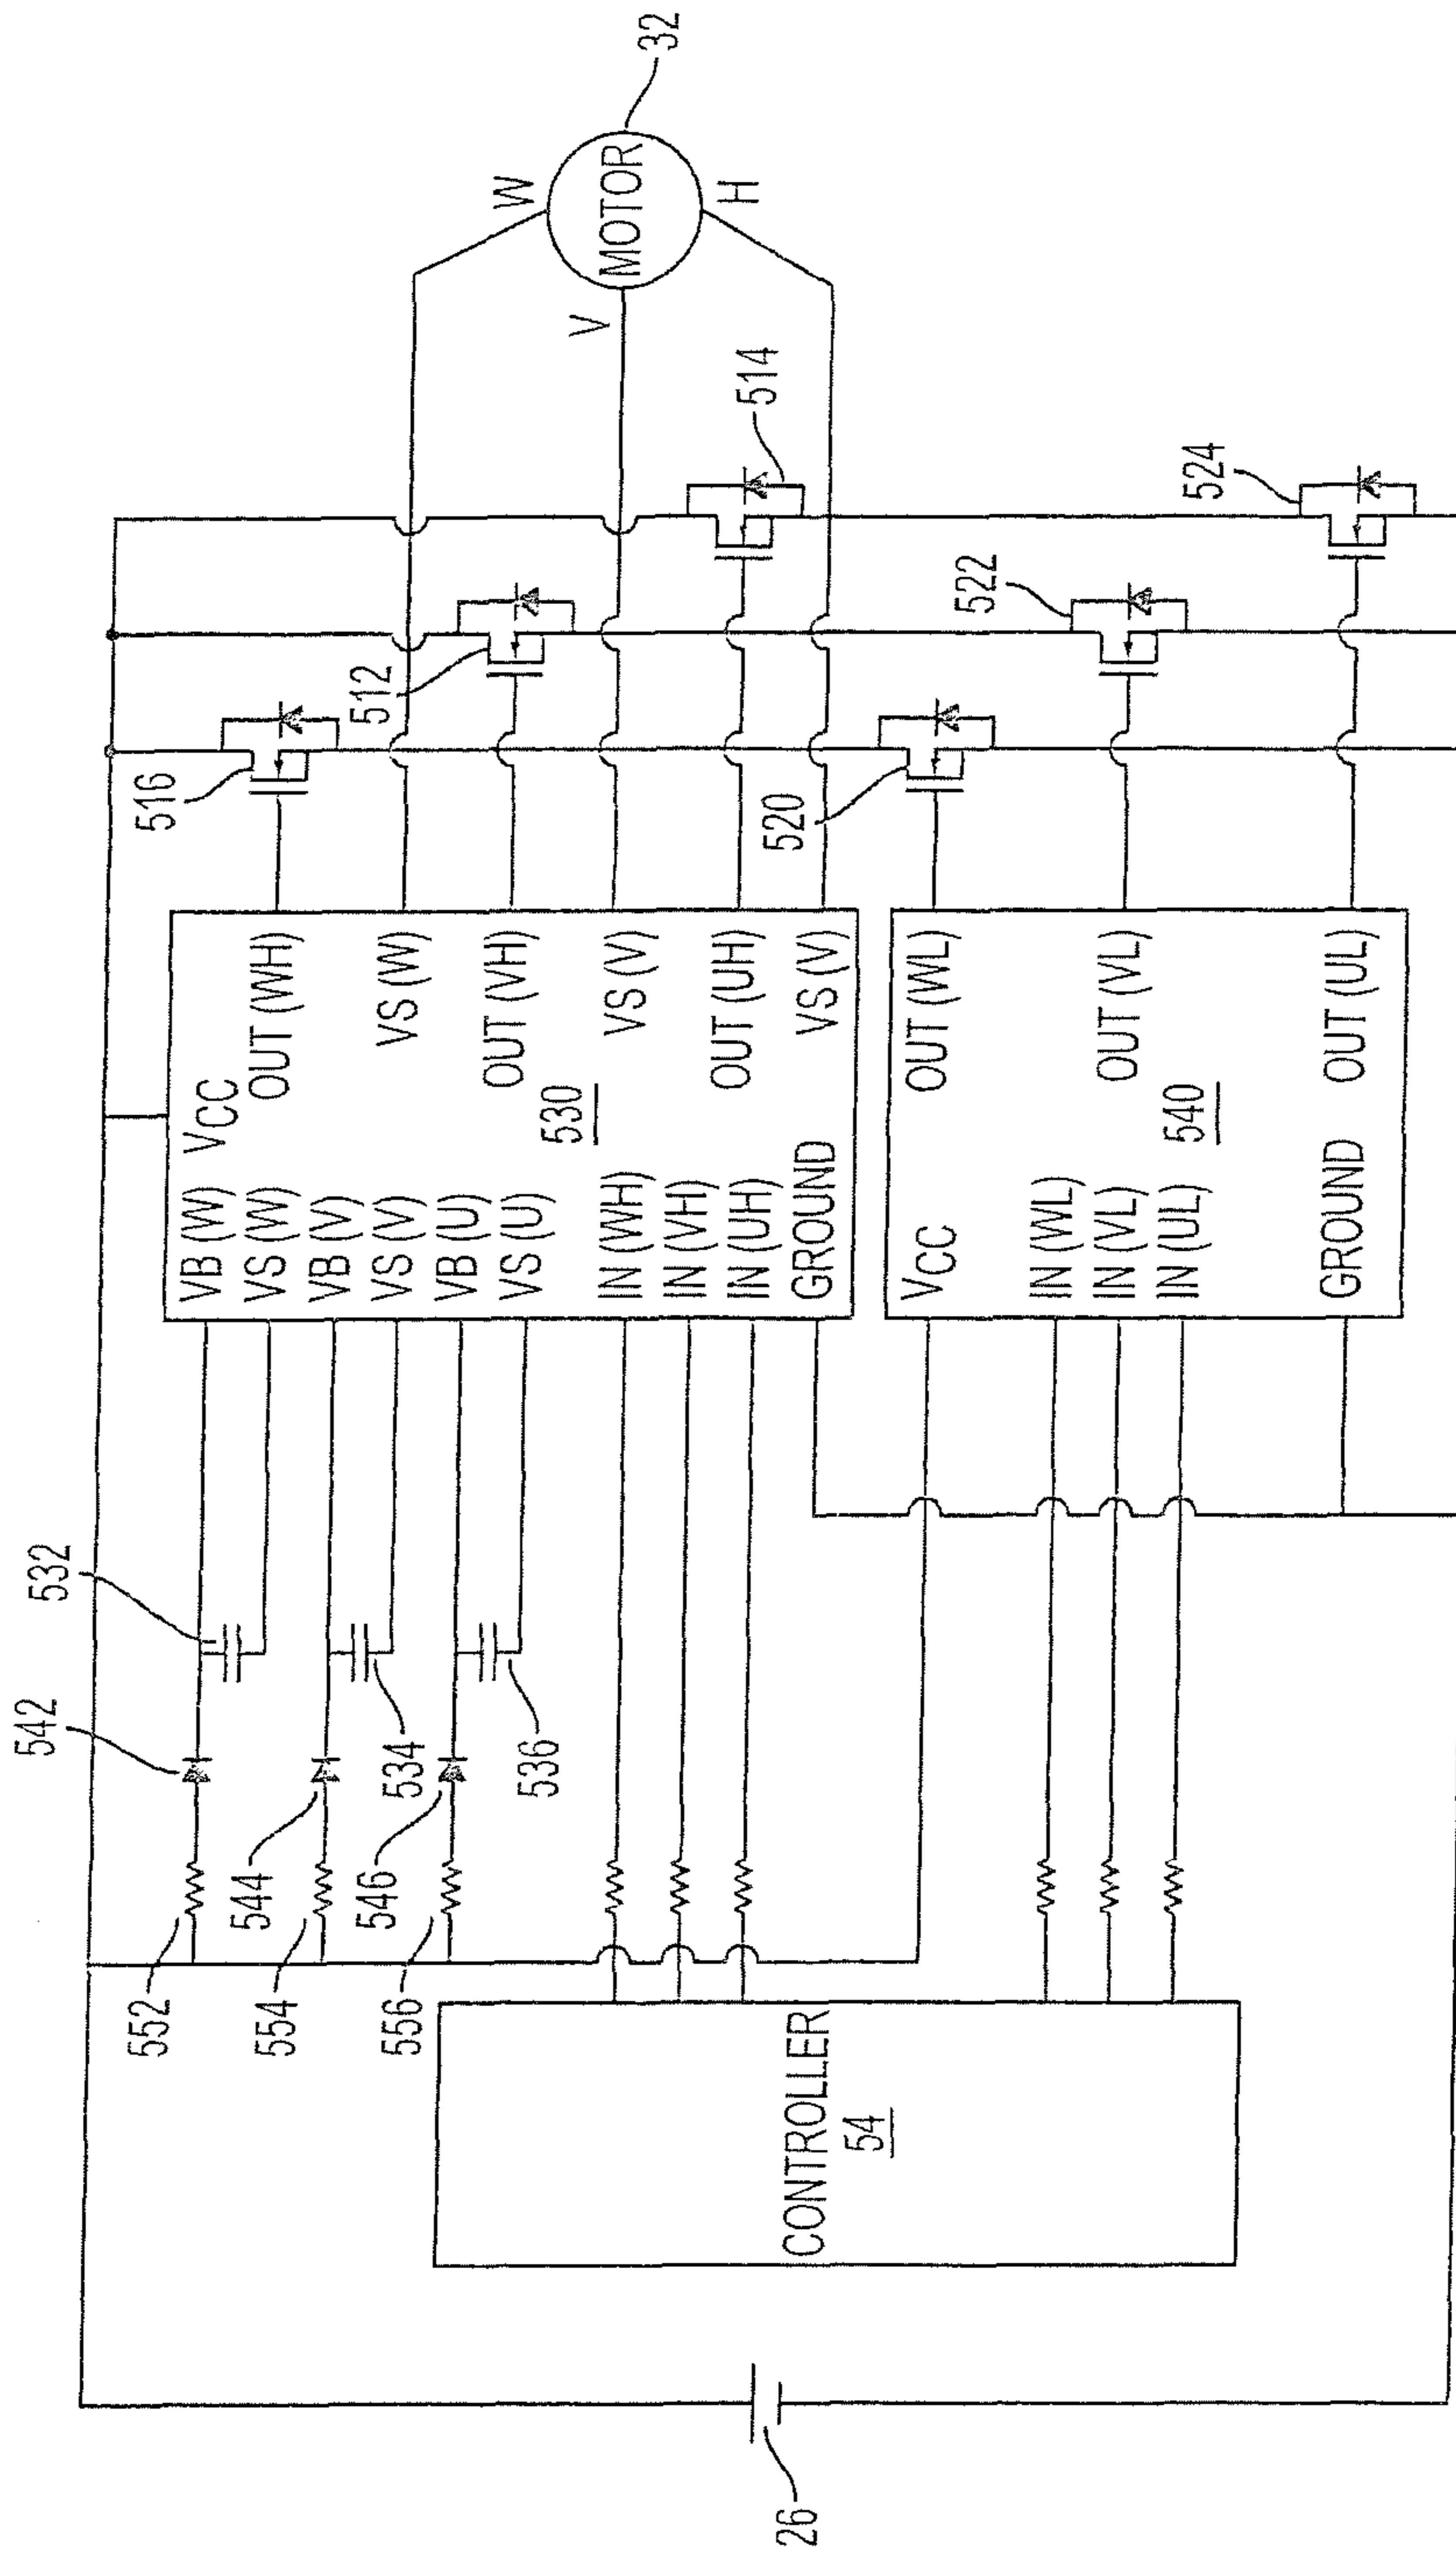 542
532
552
544
554
534
546
556
536
VB (W)
VS (W)
VB (V)
VS (V)
VB (U)
VS (U)
IN (WH)
IN (VH)
IN (UH)
GROUND
VCC
OUT (WH)
VS (W)
OUT (VH)
VS (V)
OUT (UH)
VS (V)
530
VCC
IN (WL)
IN (VL)
IN (UL)
GROUND
OUT (WL)
OUT (VL)
OUT (UL)
540
CONTROLLER
54
26
516
512
514
520
522
524
W
V
H
MOTOR
32